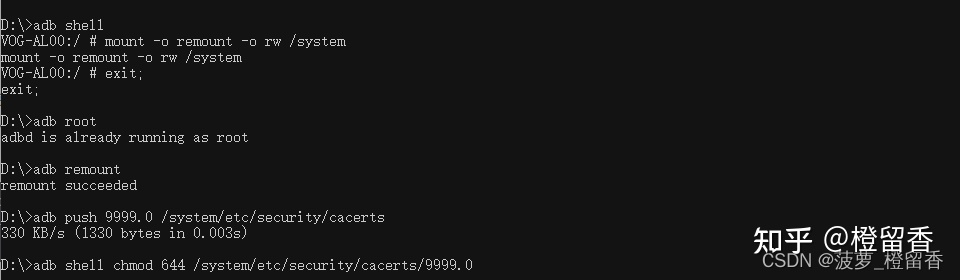 D:\>adb shell
VOG-AL00:/ # mount -o remount -o rw /system
mount -o remount -o rw /system
VOG-AL00:/ # exit;
exit;
D:\>adb root
adbd is already running as root
D:\>adb remount
remount succeeded
D:\>adb push 9999.0 /system/etc/security/cacerts
330 KB/s (1330 bytes in 0.003s)
D:\>adb shell chmod 644 /system/etc/security/cacerts/9999.0
知乎 @橙留香
CSDN @菠萝_橙留香